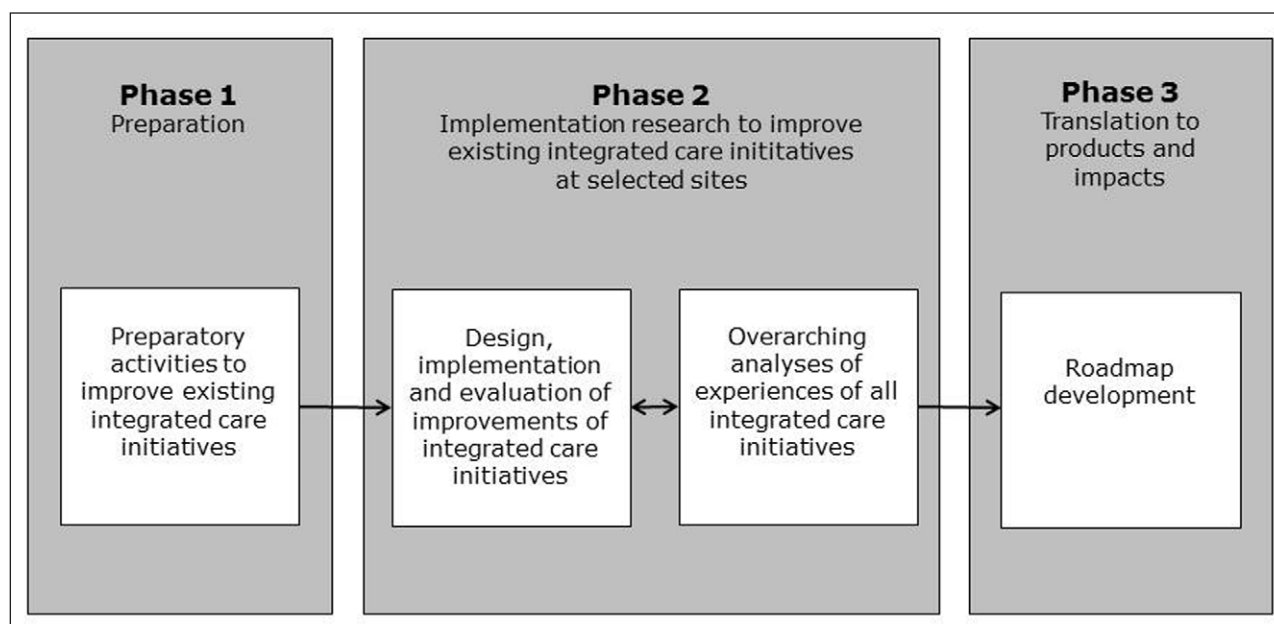 Phase 1
Preparation
Preparatory
activities to
improve existing
integrated care
initiatives
Phase 2
Implementation research to improve
existing integrated care inititatives
at selected sites
Design,
implementation
and evaluation of
improvements of
integrated care
initiatives
Overarching
analyses of
experiences of all
integrated care
initiatives
Phase 3
Translation to
products and
impacts
Roadmap
development